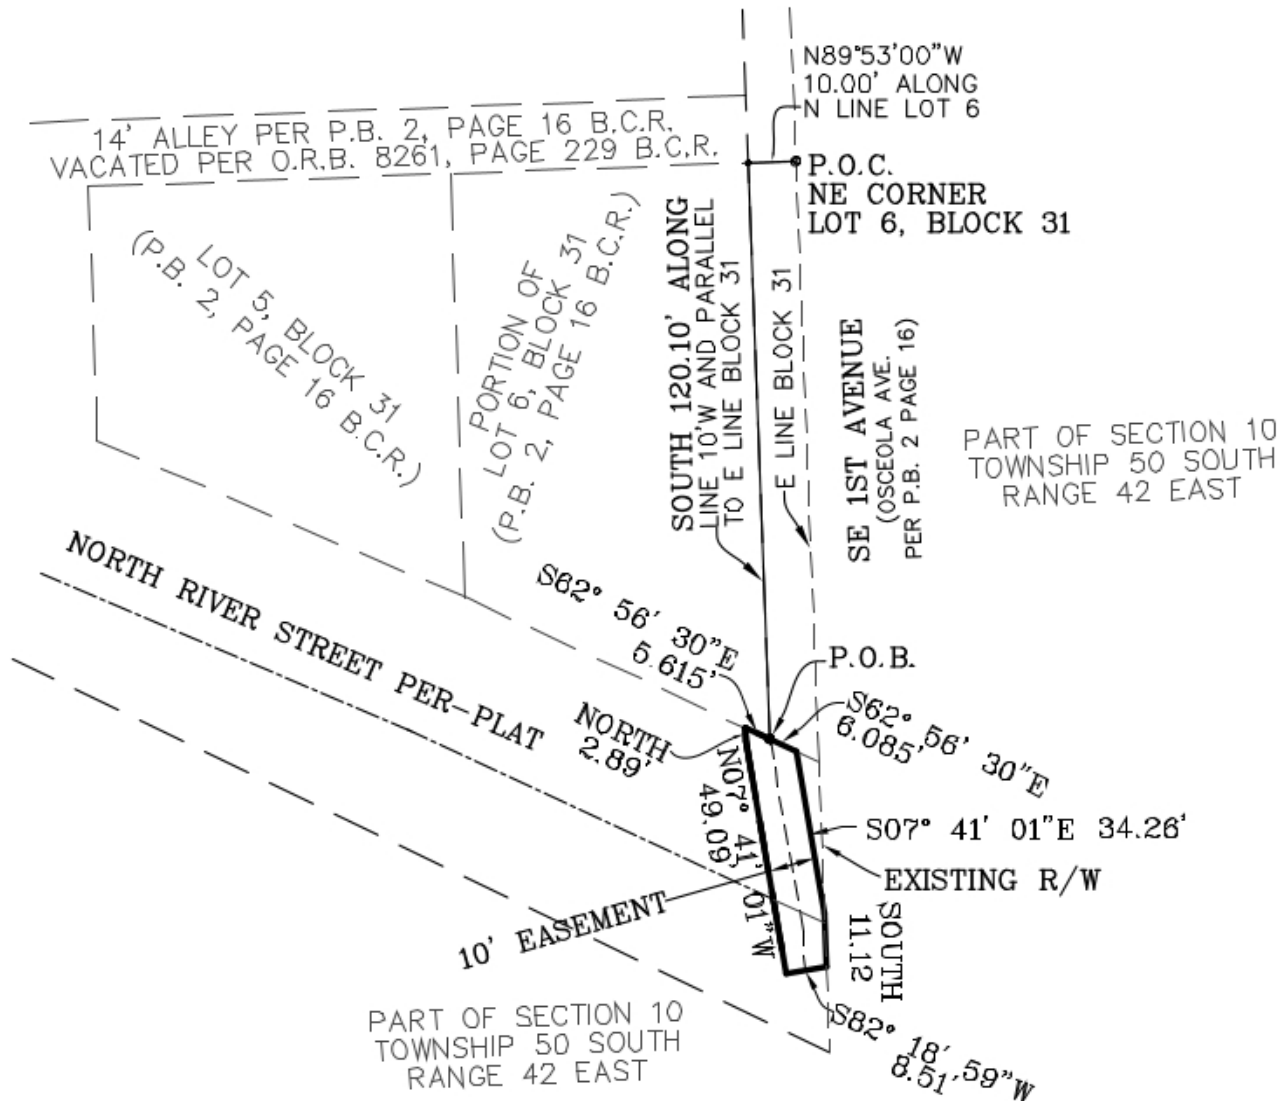 N89°53'00"W
10.00' ALONG
N LINE LOT 6
14' ALLEY PER P.B. 2, PAGE 16 B.C.R.
VACATED PER O.R.B. 8261, PAGE 229 B.C.R.
P.O.C.
NE CORNER
LOT 6, BLOCK 31
LOT 5, BLOCK 31
(P.B. 2, PAGE 16 B.C.R.)
PORTION OF
LOT 6, BLOCK 31
(P.B. 2, PAGE 16 B.C.R.)
SOUTH 120.10' ALONG
LINE 10'W AND PARALLEL
TO E LINE BLOCK 31
E LINE BLOCK 31
SE 1ST AVENUE
(OSCEOLA AVE.
PER P.B. 2 PAGE 16)
PART OF SECTION 10
TOWNSHIP 50 SOUTH
RANGE 42 EAST
NORTH RIVER STREET PER-PLAT
S62° 56' 30"E
5.615'
P.O.B.
NORTH
2.89'
S62° 56' 30"E
6.085'
N07° 41' 01"W
49.09'
S07° 41' 01"E 34.26'
EXISTING R/W
10' EASEMENT
SOUTH
11.12
S82° 18' 59"W
8.51'
PART OF SECTION 10
TOWNSHIP 50 SOUTH
RANGE 42 EAST